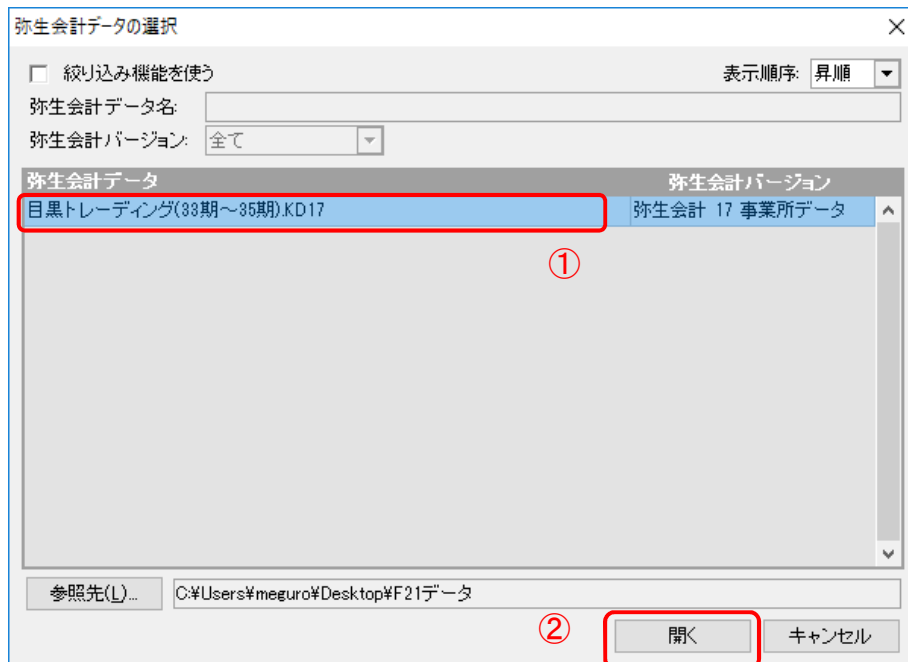 弥生会計データの選択
絞り込み機能を使う 表示順序: 昇順
弥生会計データ名:
弥生会計バージョン: 全て
弥生会計データ 弥生会計バージョン
目黒トレーディング(33期～35期).KD17 弥生会計 17 事業所データ
①
参照先(L)... C:¥Users¥meguro¥Desktop¥F21データ
② 開く キャンセル